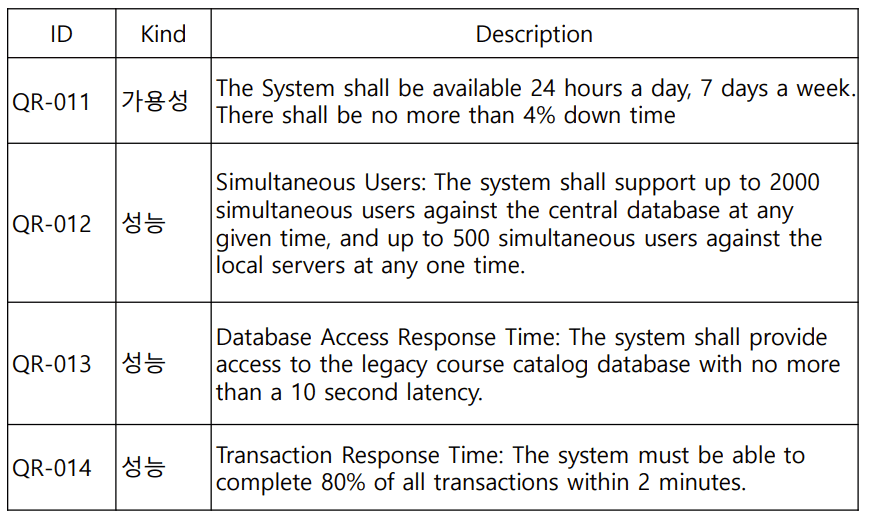 ID Kind Description
QR-011 가용성 The System shall be available 24 hours a day, 7 days a week.
There shall be no more than 4% down time
QR-012 성능 Simultaneous Users: The system shall support up to 2000
simultaneous users against the central database at any
given time, and up to 500 simultaneous users against the
local servers at any one time.
QR-013 성능 Database Access Response Time: The system shall provide
access to the legacy course catalog database with no more
than a 10 second latency.
QR-014 성능 Transaction Response Time: The system must be able to
complete 80% of all transactions within 2 minutes.